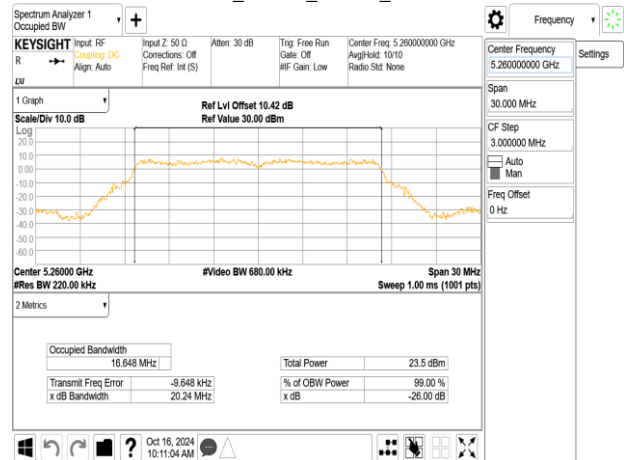 Spectrum Analyzer 1
Occupied BW
Frequency
KEYSIGHT
R
LXI
Input: RF
Coupling: DC
Align: Auto
Input Z: 50 Ω
Corrections: Off
Freq Ref: Int (S)
Atten: 30 dB
Trig: Free Run
Gate: Off
#IF Gain: Low
Center Freq: 5.260000000 GHz
Avg|Hold: 10/10
Radio Std: None
Center Frequency
5.260000000 GHz
Settings
Span
30.000 MHz
CF Step
3.000000 MHz
Auto
Man
Freq Offset
0 Hz
1 Graph
Scale/Div 10.0 dB
Ref Lvl Offset 10.42 dB
Ref Value 30.00 dBm
Log
20.0
10.0
0.00
-10.0
-20.0
-30.0
-40.0
-50.0
-60.0
Center 5.26000 GHz
#Res BW 220.00 kHz
#Video BW 680.00 kHz
Span 30 MHz
Sweep 1.00 ms (1001 pts)
2 Metrics
Occupied Bandwidth
16.648 MHz
Transmit Freq Error -9.648 kHz
x dB Bandwidth 20.24 MHz
Total Power 23.5 dBm
% of OBW Power 99.00 %
x dB -26.00 dB
?
Oct 16, 2024
10:11:04 AM